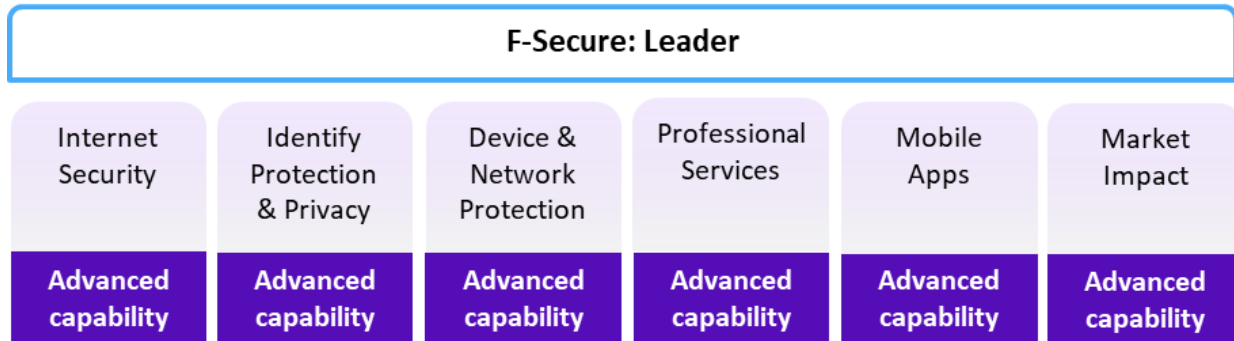 F-Secure: Leader
Internet
Security
Identify
Protection
& Privacy
Device &
Network
Protection
Professional
Services
Mobile
Apps
Market
Impact
Advanced
capability
Advanced
capability
Advanced
capability
Advanced
capability
Advanced
capability
Advanced
capability